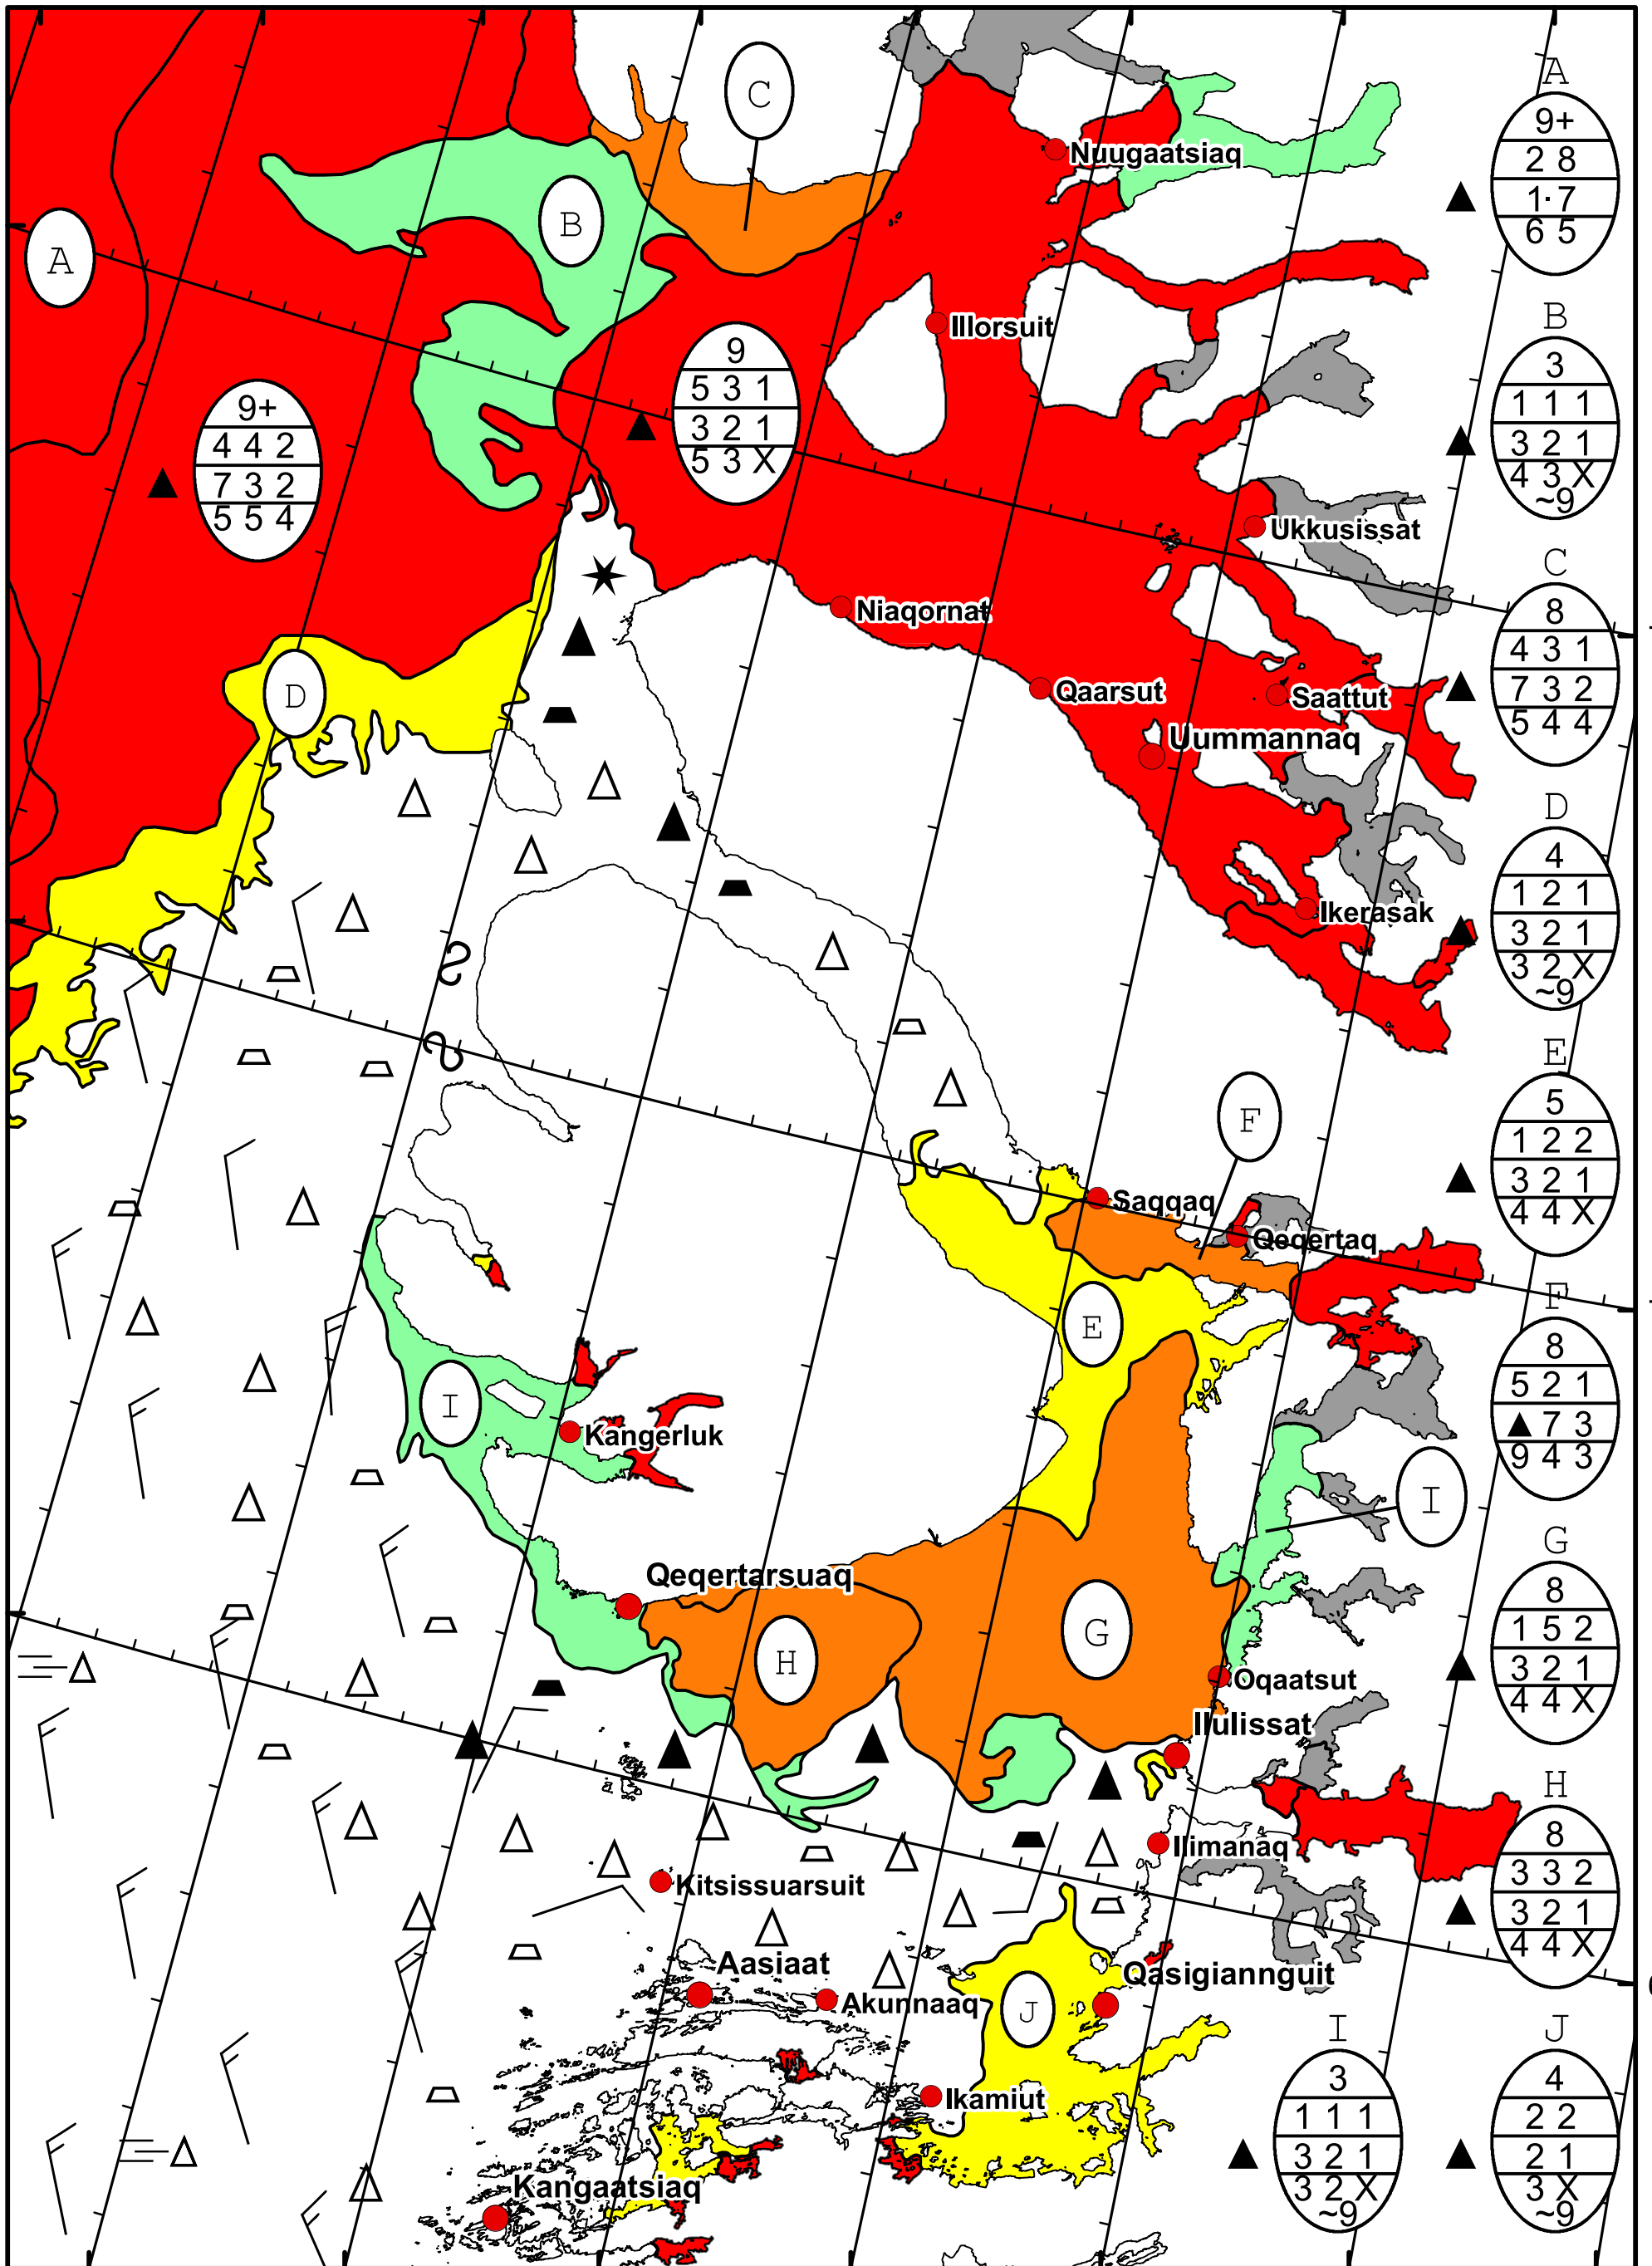 C
A
9+
2 8
1· 7
6 5
Nuugaatsiaq
B
A
B
3
1 1 1
3 2 1
4 3 X
~9
Illorsuit
9
5 3 1
3 2 1
5 3 X
9+
4 4 2
7 3 2
5 5 4
Ukkusissat
C
8
4 3 1
7 3 2
5 4 4
Niaqornat
Qaarsut
Saattut
D
Uummannaq
D
4
1 2 1
3 2 1
3 2 X
~9
Ikerasak
E
5
1 2 2
3 2 1
4 4 X
F
Saqqaq
Qeqertaq
F
8
5 2 1
7 3
9 4 3
E
I
Kangerluk
I
G
8
1 5 2
3 2 1
4 4 X
Qeqertarsuaq
G
H
Oqaatsut
Ilulissat
H
8
3 3 2
3 2 1
4 4 X
Ilimanaq
Kitsissuarsuit
Aasiaat
Qasigiannguit
Akunnaaq
J
I
3
1 1 1
3 2 1
3 2 X
~9
J
4
2 2
2 1
3 X
~9
Ikamiut
Kangaatsiaq